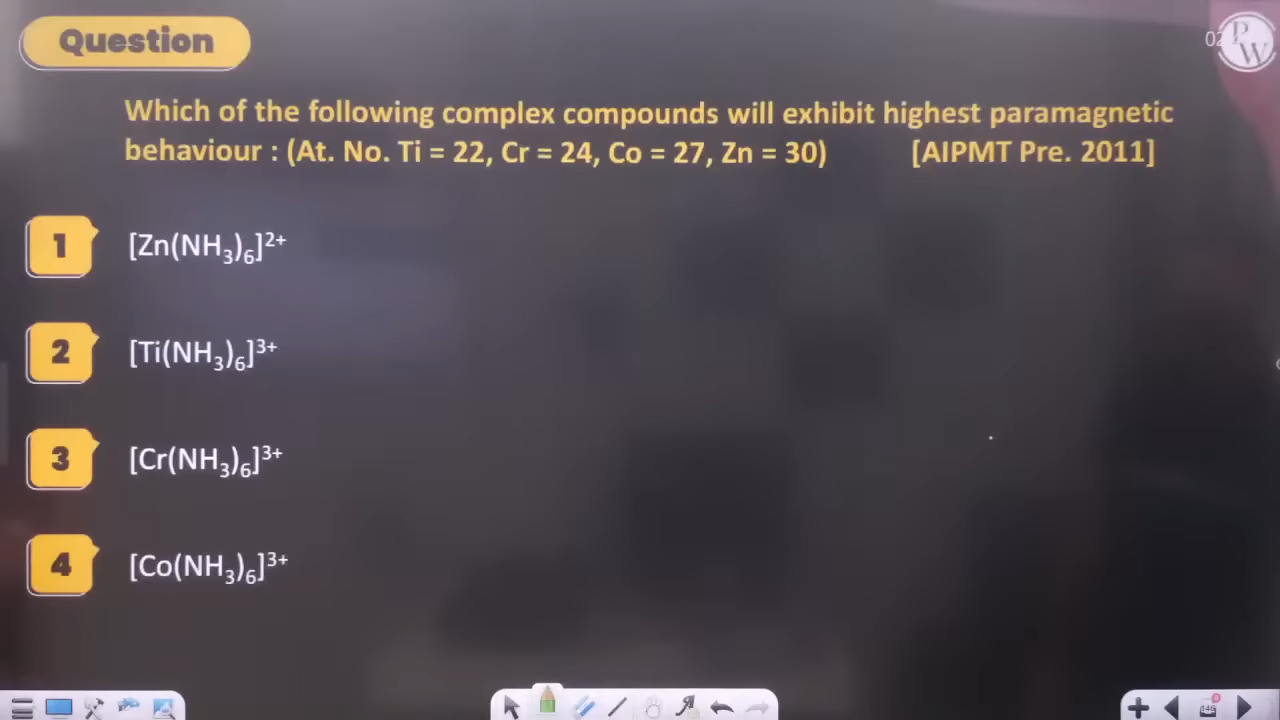 Question
Which of the following complex compounds will exhibit highest paramagnetic
behaviour : (At. No. Ti = 22, Cr = 24, Co = 27, Zn = 30) [AIPMT Pre. 2011]
1 [Zn(NH₃)₆]²⁺
2 [Ti(NH₃)₆]³⁺
3 [Cr(NH₃)₆]³⁺
4 [Co(NH₃)₆]³⁺
PW